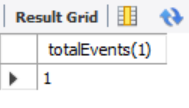 Result Grid
totalEvents(1)
1